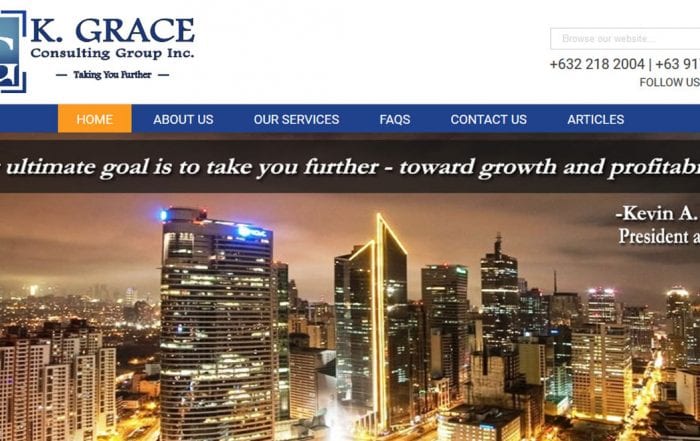 K. GRACE
Consulting Group Inc.
Taking You Further
Browse our website...
+632 218 2004 | +63 91
FOLLOW US
HOME ABOUT US OUR SERVICES FAQS CONTACT US ARTICLES
ultimate goal is to take you further - toward growth and profitabi
-Kevin A.
President a